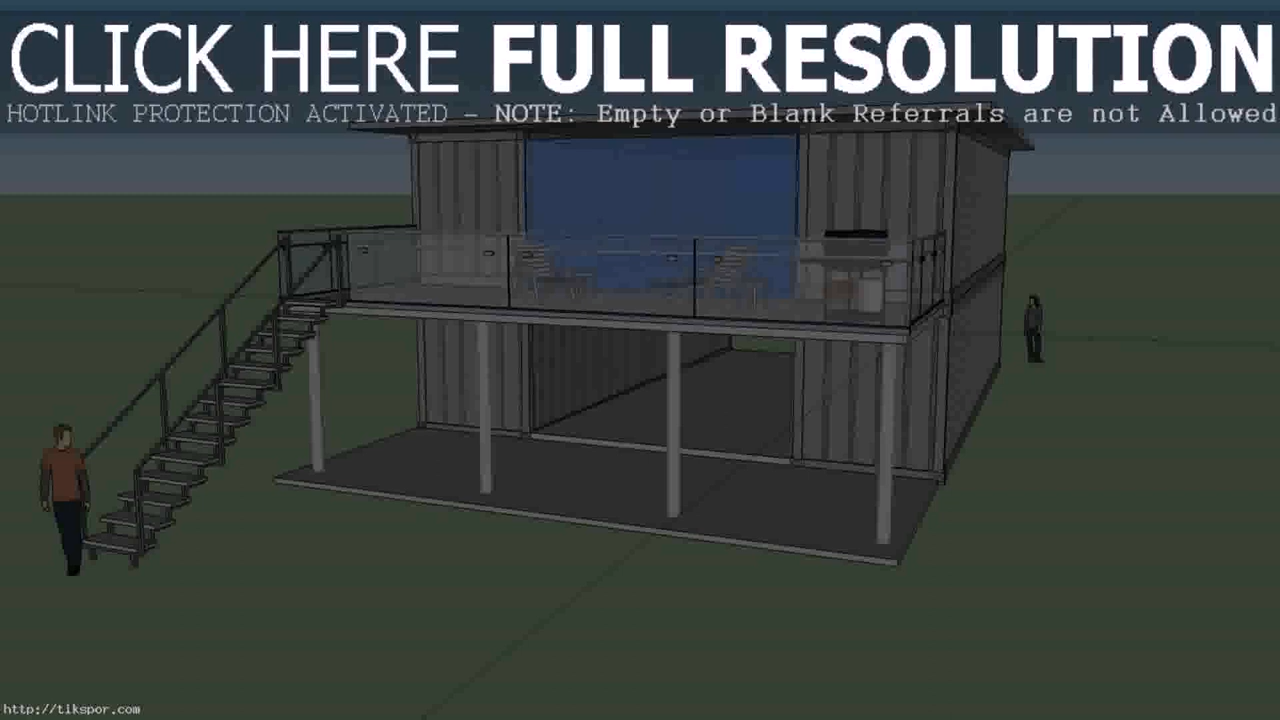 CLICK HERE FULL RESOLUTION
HOTLINK PROTECTION ACTIVATED - NOTE: Empty or Blank Referrals are not Allowed
http://tikspor.com